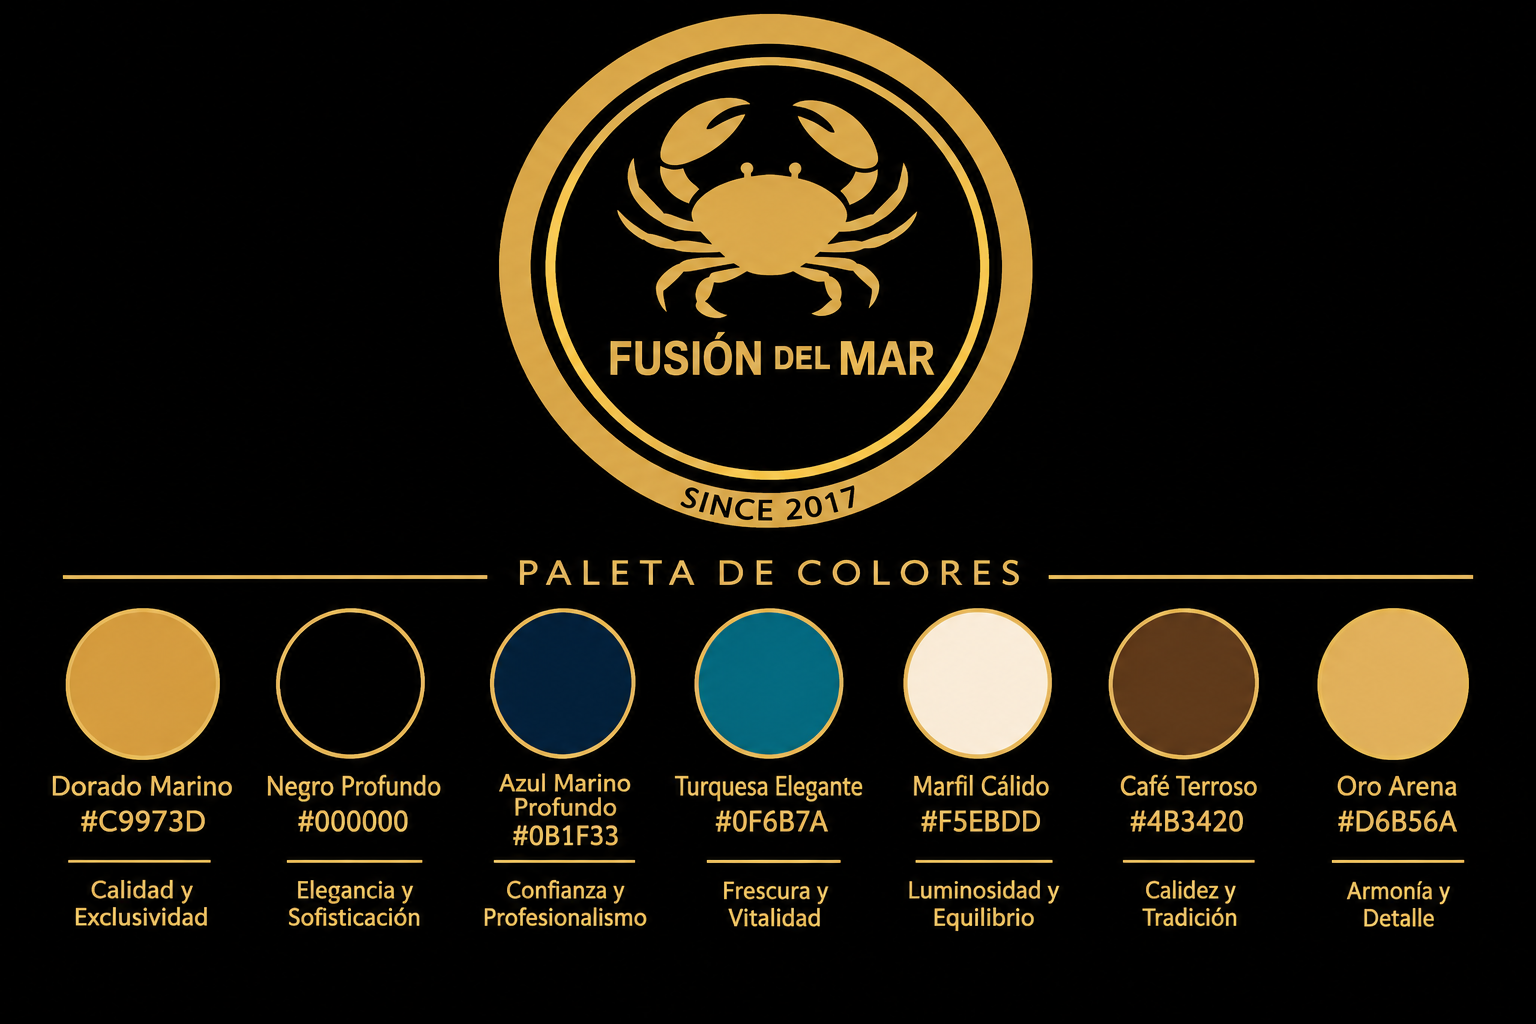 FUSIÓN DEL MAR
SINCE 2017
PALETA DE COLORES
Dorado Marino
#C9973D
Calidad y
Exclusividad
Negro Profundo
#000000
Elegancia y
Sofisticación
Azul Marino
Profundo
#0B1F33
Confianza y
Profesionalismo
Turquesa Elegante
#0F6B7A
Frescura y
Vitalidad
Marfil Cálido
#F5EBDD
Luminosidad y
Equilibrio
Café Terroso
#4B3420
Calidez y
Tradición
Oro Arena
#D6B56A
Armonía y
Detalle